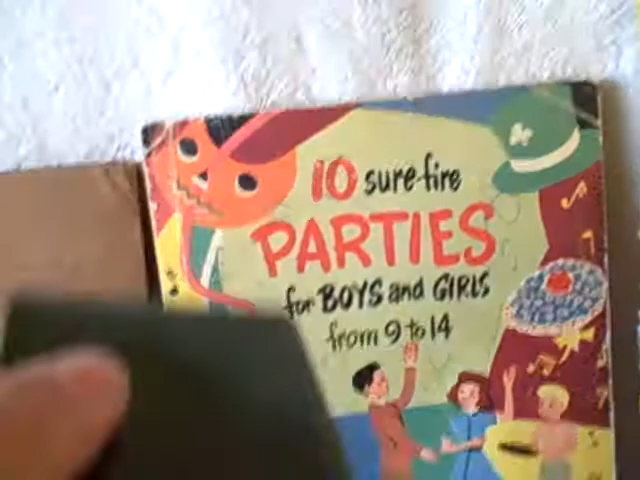 10 sure-fire
PARTIES
for BOYS and GIRLS
from 9 to 14